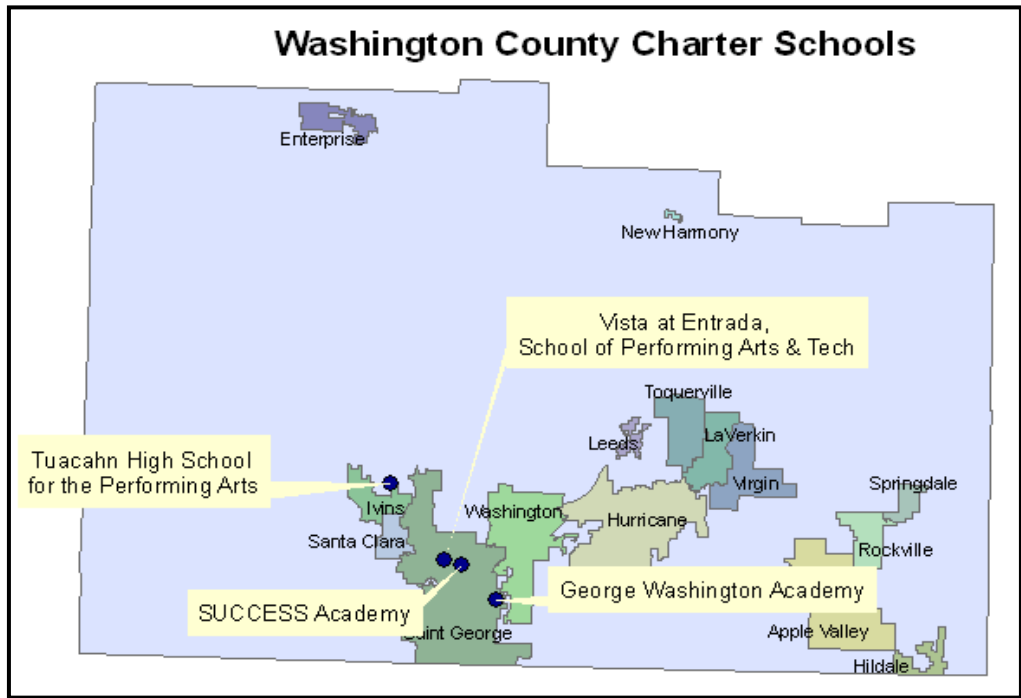 Washington County Charter Schools
Enterprise
New Harmony
Vista at Entrada,
School of Performing Arts & Tech
Toquerville
Leeds
LaVerkin
Tuacahn High School
for the Performing Arts
Virgin
Springdale
Ivins
Washington
Hurricane
Santa Clara
Rockville
George Washington Academy
SUCCESS Academy
Saint George
Apple Valley
Hildale